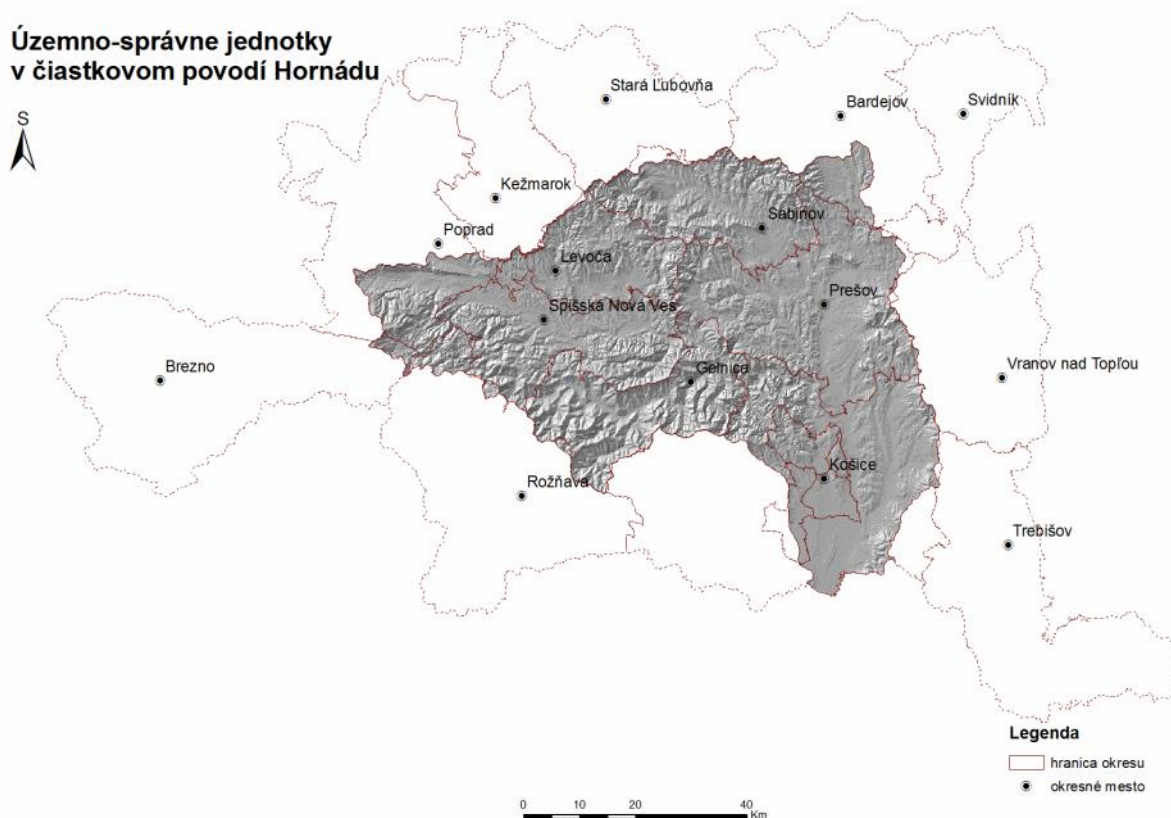 Územno-správne jednotky
v čiastkovom povodí Hornádu
S
Stará Ľubovňa
Bardejov
Svidník
Kežmarok
Sabinov
Poprad
Levoča
Prešov
Spišská Nová Ves
Brezno
Gelnica
Vranov nad Topľou
Košice
Rožňava
Trebišov
Legenda
hranica okresu
okresné mesto
0 10 20 40
Km